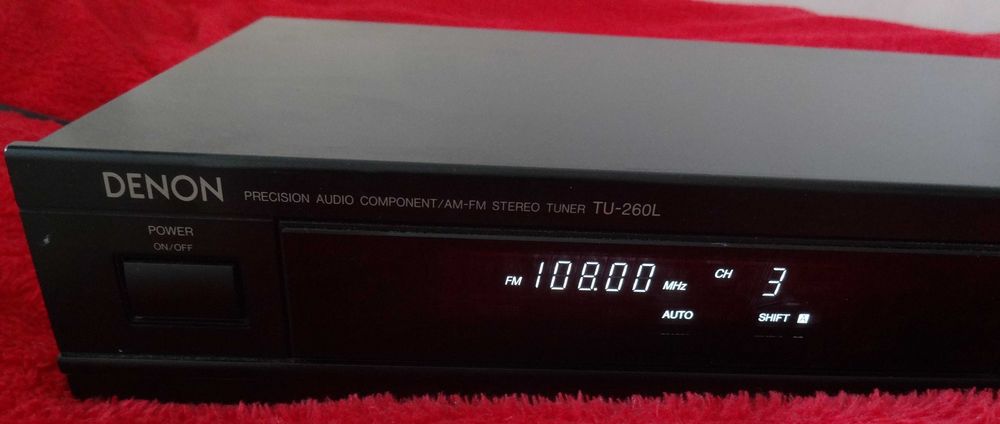 DENON PRECISION AUDIO COMPONENT/AM-FM STEREO TUNER TU-260L
POWER
ON/OFF
FM 108.00 MHz CH 3
AUTO SHIFT A